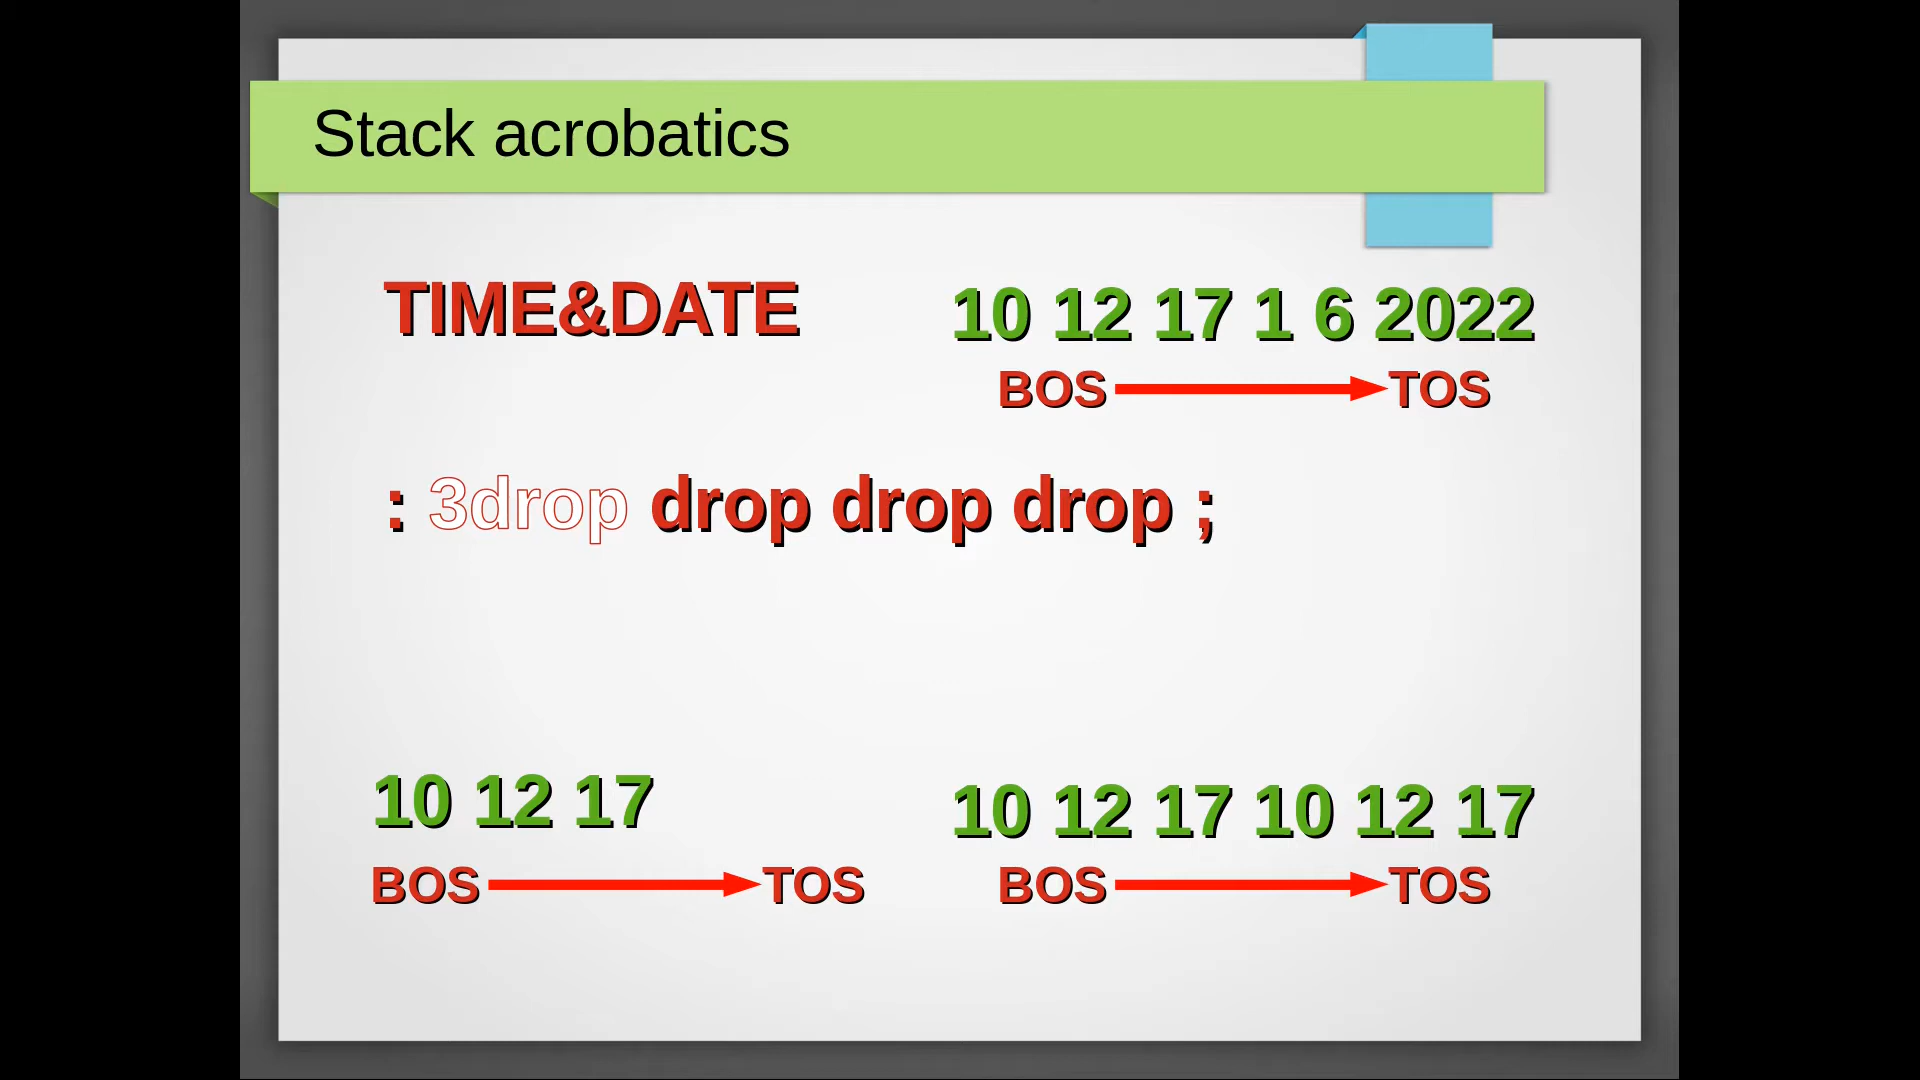 Stack acrobatics
TIME&DATE
10 12 17 1 6 2022
BOS TOS
: 3drop drop drop drop ;
10 12 17
BOS TOS
10 12 17 10 12 17
BOS TOS